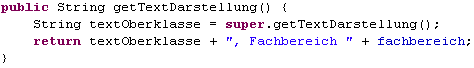 public String getTextDarstellung() {
    String textOberklasse = super.getTextDarstellung();
    return textOberklasse + ", Fachbereich " + fachbereich;
}